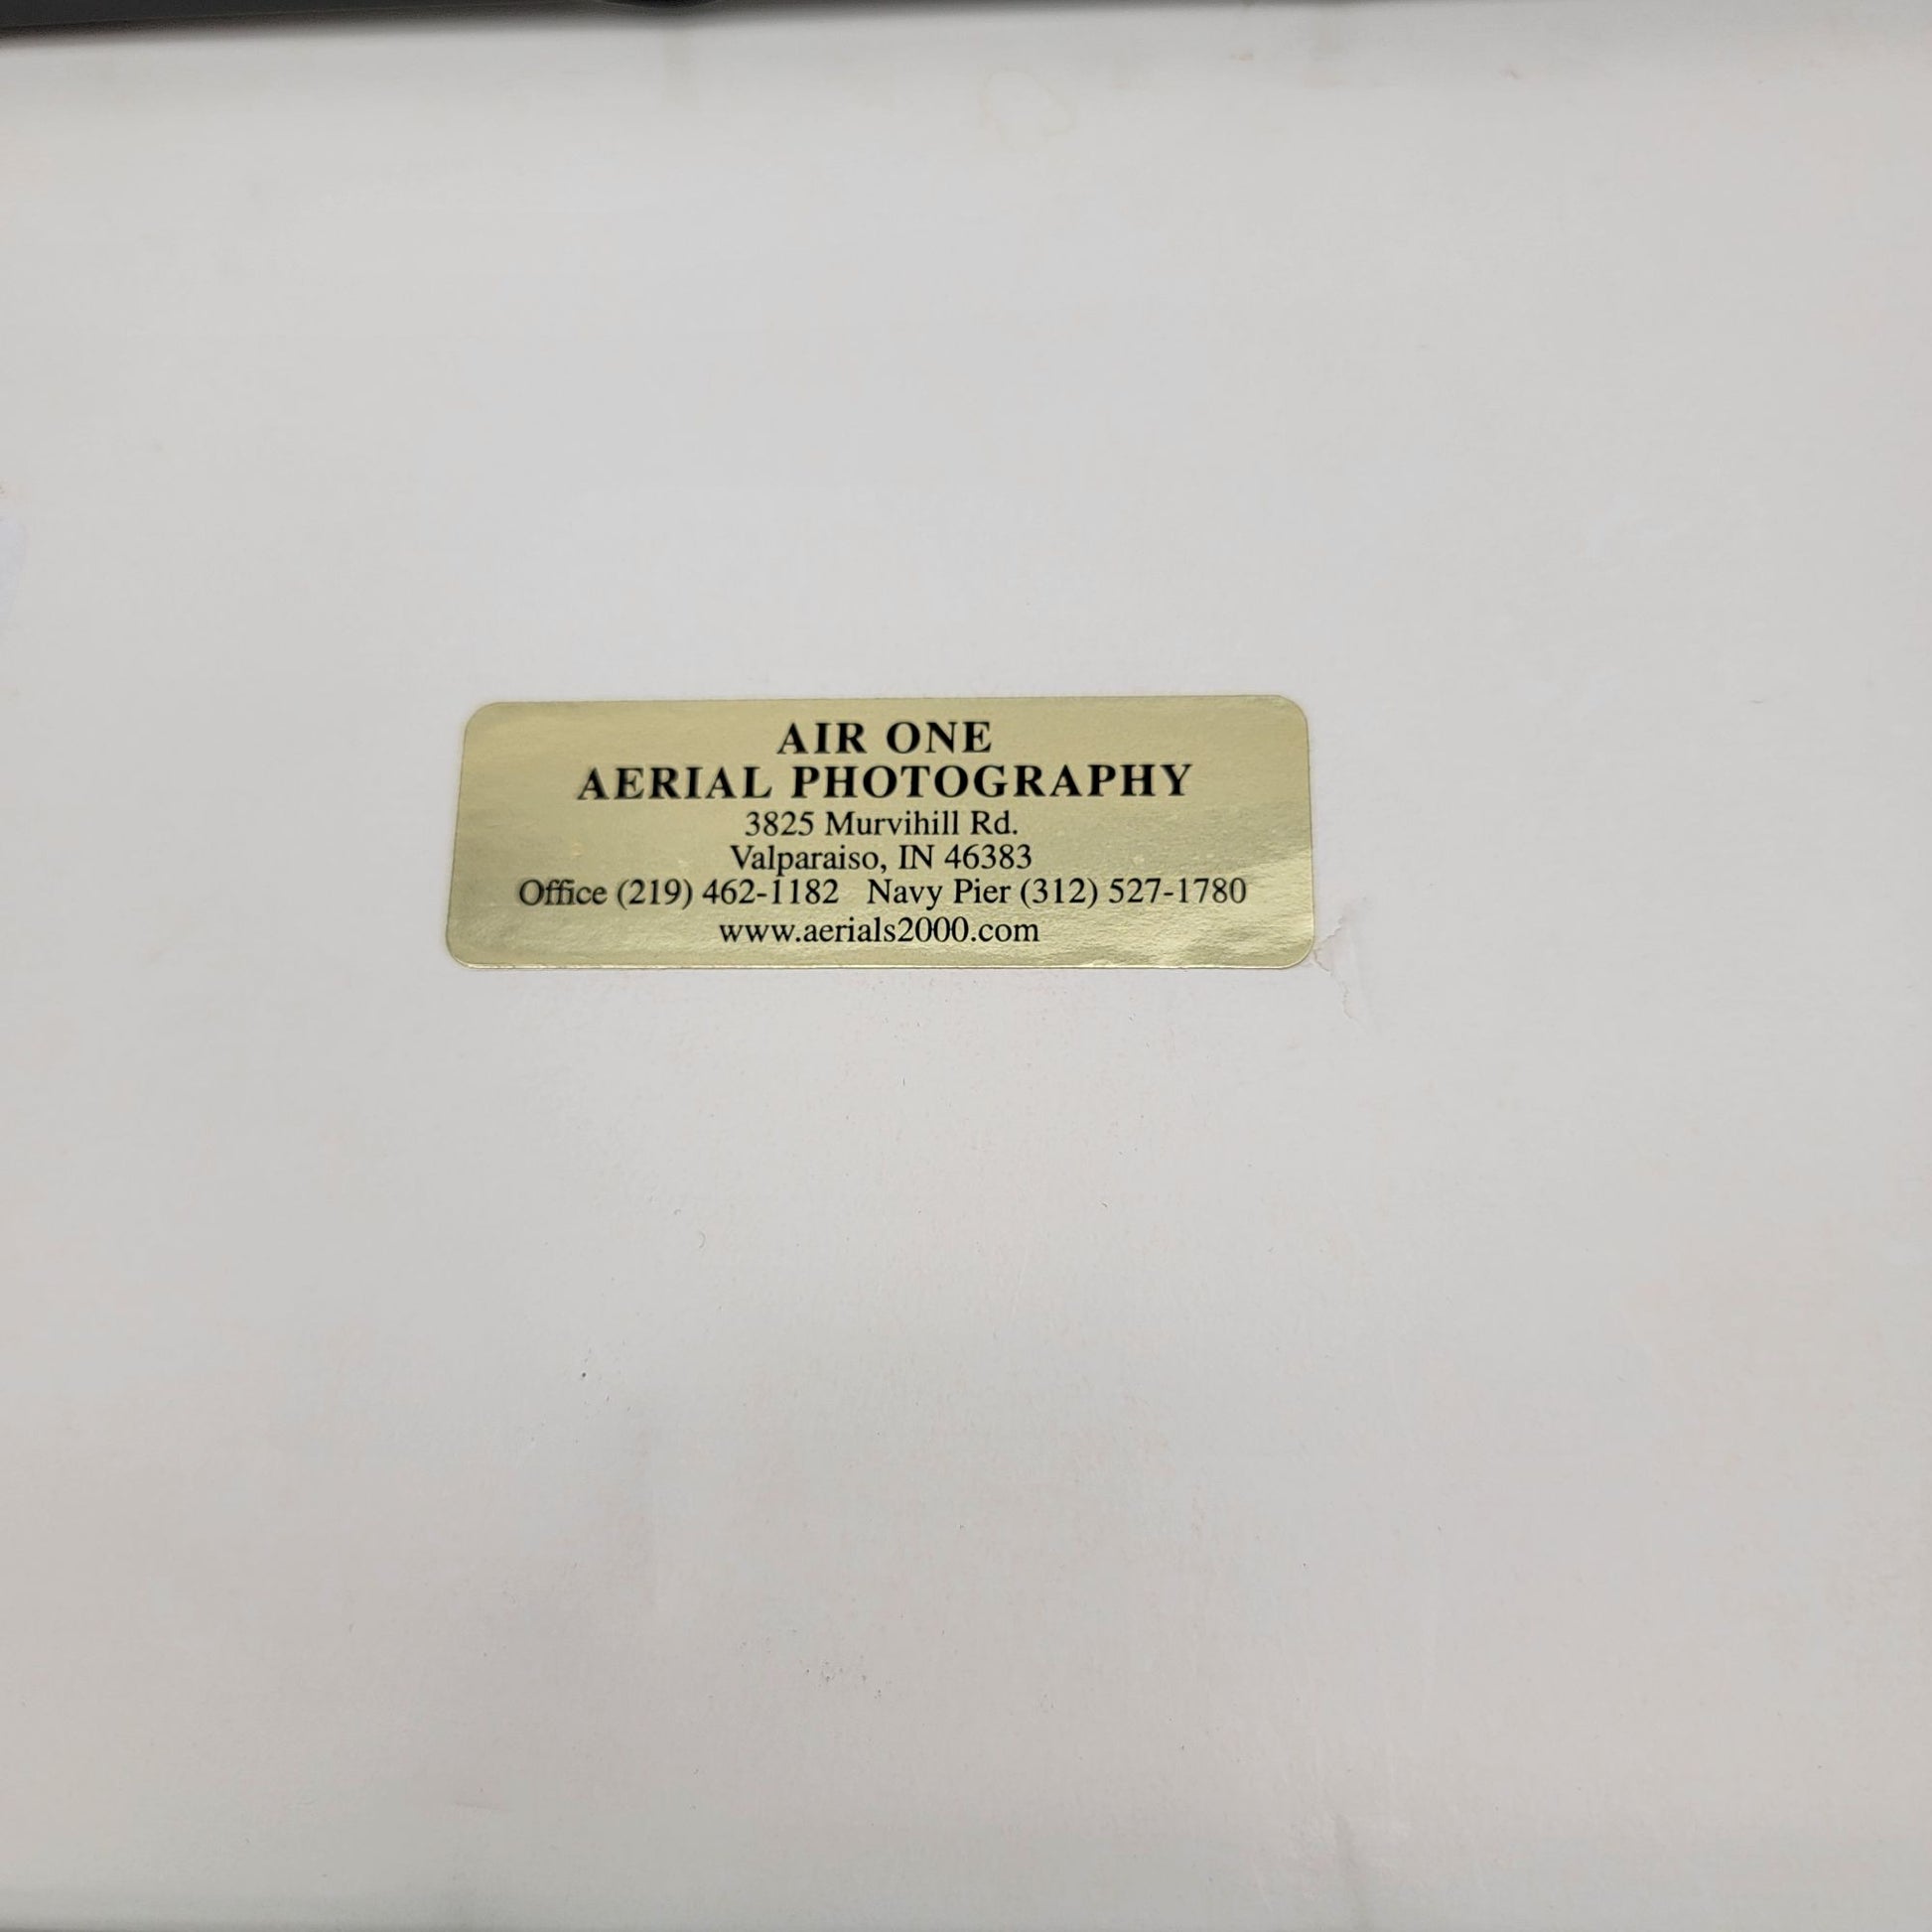 AIR ONE
AERIAL PHOTOGRAPHY
3825 Murvihill Rd.
Valparaiso, IN 46383
Office (219) 462-1182   Navy Pier (312) 527-1780
www.aerials2000.com